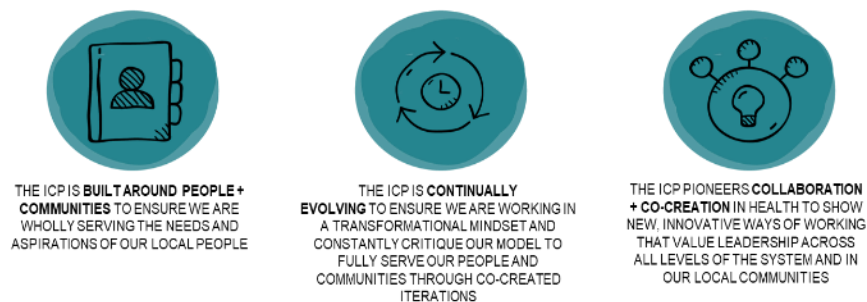 THE ICP IS BUILT AROUND PEOPLE +
COMMUNITIES TO ENSURE WE ARE
WHOLLY SERVING THE NEEDS AND
ASPIRATIONS OF OUR LOCAL PEOPLE
THE ICP IS CONTINUALLY
EVOLVING TO ENSURE WE ARE WORKING IN
A TRANSFORMATIONAL MINDSET AND
CONSTANTLY CRITIQUE OUR MODEL TO
FULLY SERVE OUR PEOPLE AND
COMMUNITIES THROUGH CO-CREATED
ITERATIONS
THE ICP PIONEERS COLLABORATION
+ CO-CREATION IN HEALTH TO SHOW
NEW, INNOVATIVE WAYS OF WORKING
THAT VALUE LEADERSHIP ACROSS
ALL LEVELS OF THE SYSTEM AND IN
OUR LOCAL COMMUNITIES